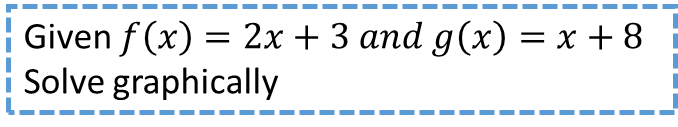 Given f(x) = 2x + 3 and g(x) = x + 8
Solve graphically